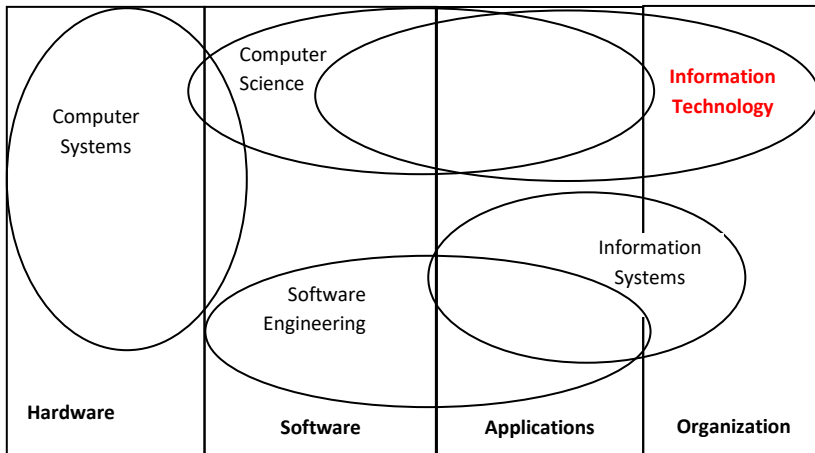 Computer
Science
Information
Technology
Computer
Systems
Information
Systems
Software
Engineering
Hardware
Software
Applications
Organization